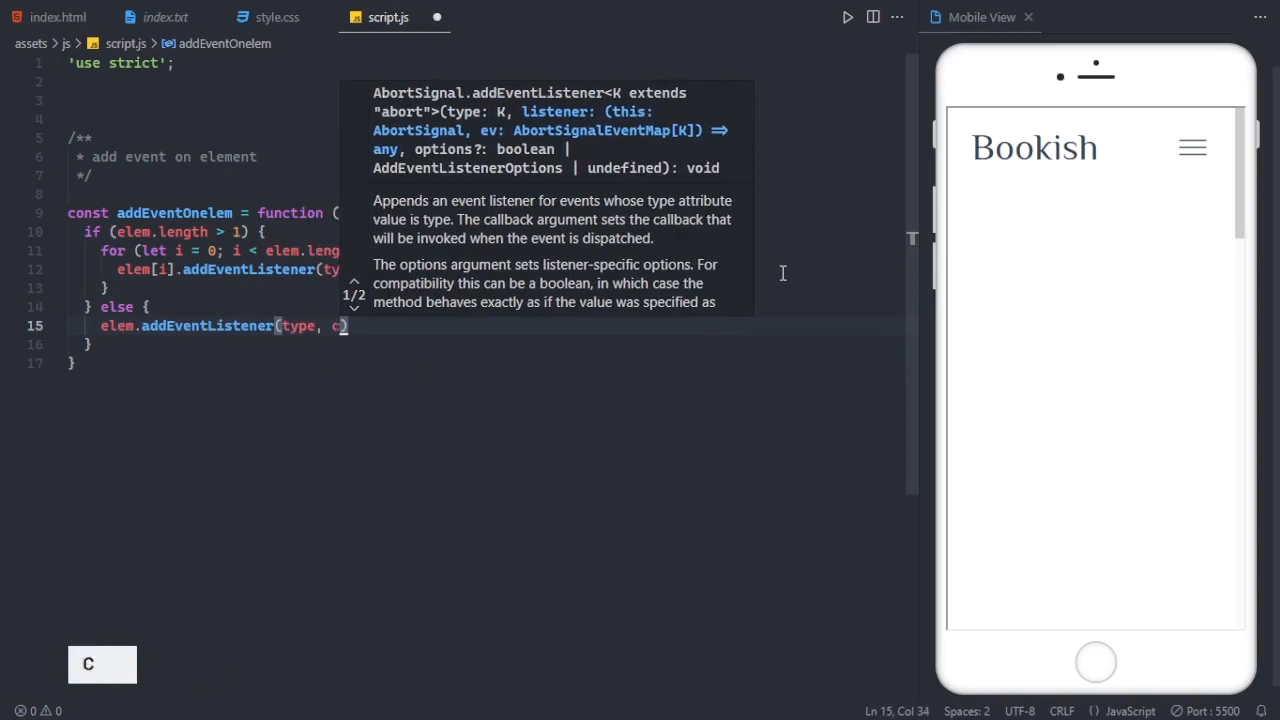 index.html
index.txt
style.css
script.js
Mobile View
assets > js > script.js > addEventOnelem
1 'use strict';
2
3
4
5 /**
6 * add event on element
7 */
8
9 const addEventOnelem = function (
10 if (elem.length > 1) {
11 for (let i = 0; i < elem.leng
12 elem[i].addEventListener(ty
13 }
14 } else {
15 elem.addEventListener(type, c)
16 }
17 }
AbortSignal.addEventListener<K extends
"abort">(type: K, listener: (this:
AbortSignal, ev: AbortSignalEventMap[K]) =>
any, options?: boolean |
AddEventListenerOptions | undefined): void
Appends an event listener for events whose type attribute
value is type. The callback argument sets the callback that
will be invoked when the event is dispatched.
The options argument sets listener-specific options. For
compatibility this can be a boolean, in which case the
method behaves exactly as if the value was specified as
1/2
Bookish
C
0 0
Ln 15, Col 34
Spaces: 2
UTF-8
CRLF
{ } JavaScript
Port : 5500